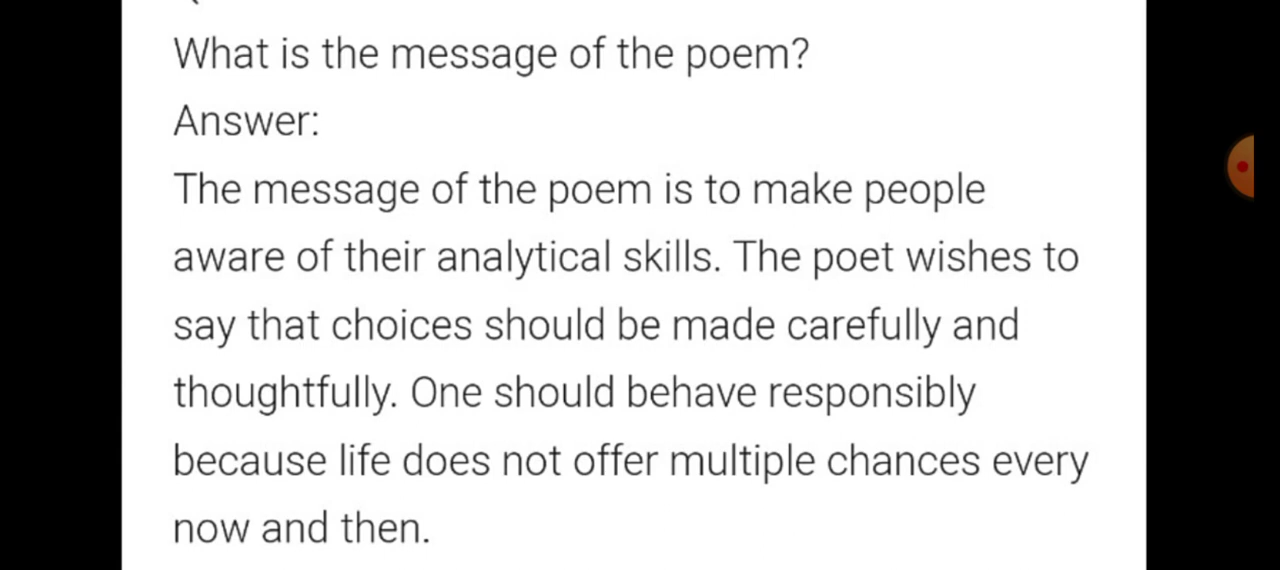 What is the message of the poem?
Answer:
The message of the poem is to make people
aware of their analytical skills. The poet wishes to
say that choices should be made carefully and
thoughtfully. One should behave responsibly
because life does not offer multiple chances every
now and then.